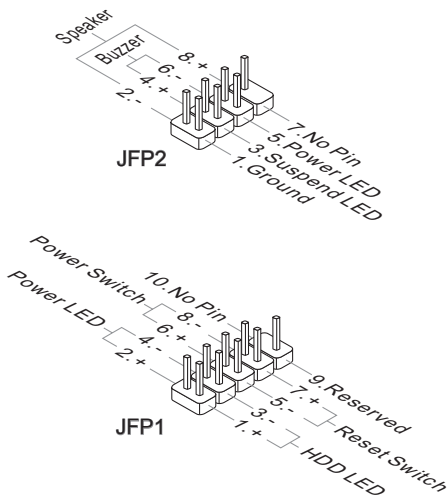 Speaker
Buzzer
8.+
6.-
4.+
2.-
7.No Pin
5.Power LED
3.Suspend LED
1.Ground
JFP2
Power Switch
Power LED
10.No Pin
8.-
6.+
4.-
2.+
9.Reserved
7.+
5.-
3.-
1.+
Reset Switch
HDD LED
JFP1